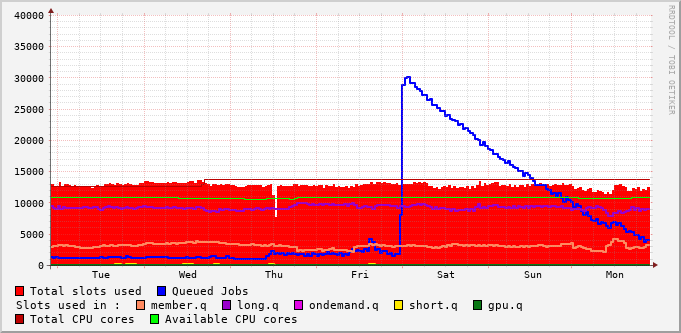 RRDTOOL / TOBI OETIKER
40000
35000
30000
25000
20000
15000
10000
5000
0
Tue Wed Thu Fri Sat Sun Mon
Total slots used Queued Jobs
Slots used in : member.q long.q ondemand.q short.q gpu.q
Total CPU cores Available CPU cores